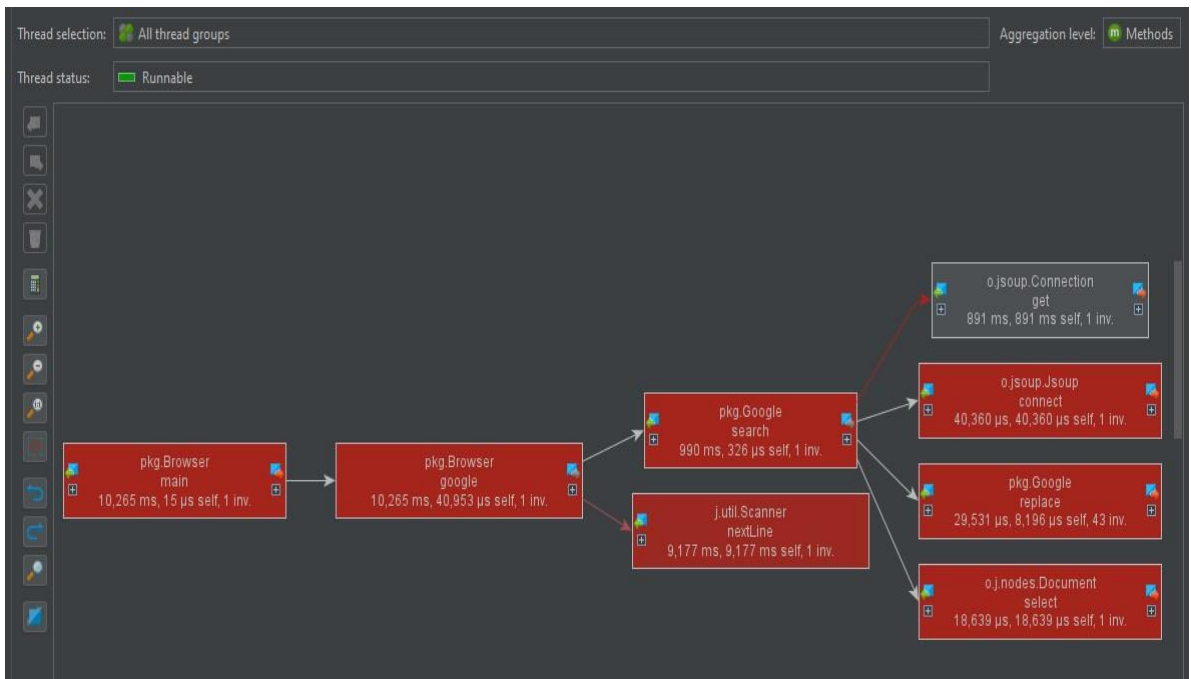 Thread selection: All thread groups Aggregation level: m Methods
Thread status: Runnable
pkg.Browser
main
10,265 ms, 15 µs self, 1 inv.
pkg.Browser
google
10,265 ms, 40,953 µs self, 1 inv.
pkg.Google
search
990 ms, 326 µs self, 1 inv.
j.util.Scanner
nextLine
9,177 ms, 9,177 ms self, 1 inv.
o.jsoup.Connection
get
891 ms, 891 ms self, 1 inv.
o.jsoup.Jsoup
connect
40,360 µs, 40,360 µs self, 1 inv.
pkg.Google
replace
29,531 µs, 8,196 µs self, 43 inv.
o.j.nodes.Document
select
18,639 µs, 18,639 µs self, 1 inv.